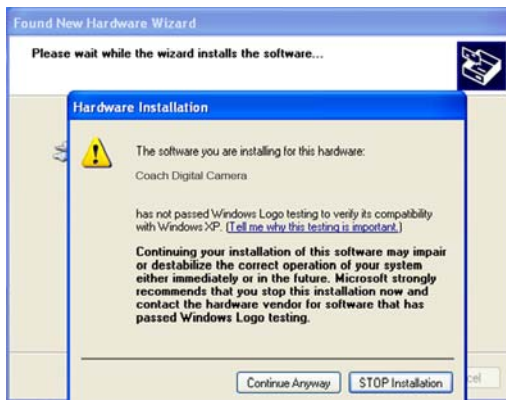 Found New Hardware Wizard
Please wait while the wizard installs the software...
Hardware Installation
The software you are installing for this hardware:
Coach Digital Camera
has not passed Windows Logo testing to verify its compatibility
with Windows XP. (Tell me why this testing is important.)
Continuing your installation of this software may impair
or destabilize the correct operation of your system
either immediately or in the future. Microsoft strongly
recommends that you stop this installation now and
contact the hardware vendor for software that has
passed Windows Logo testing.
Continue Anyway STOP Installation